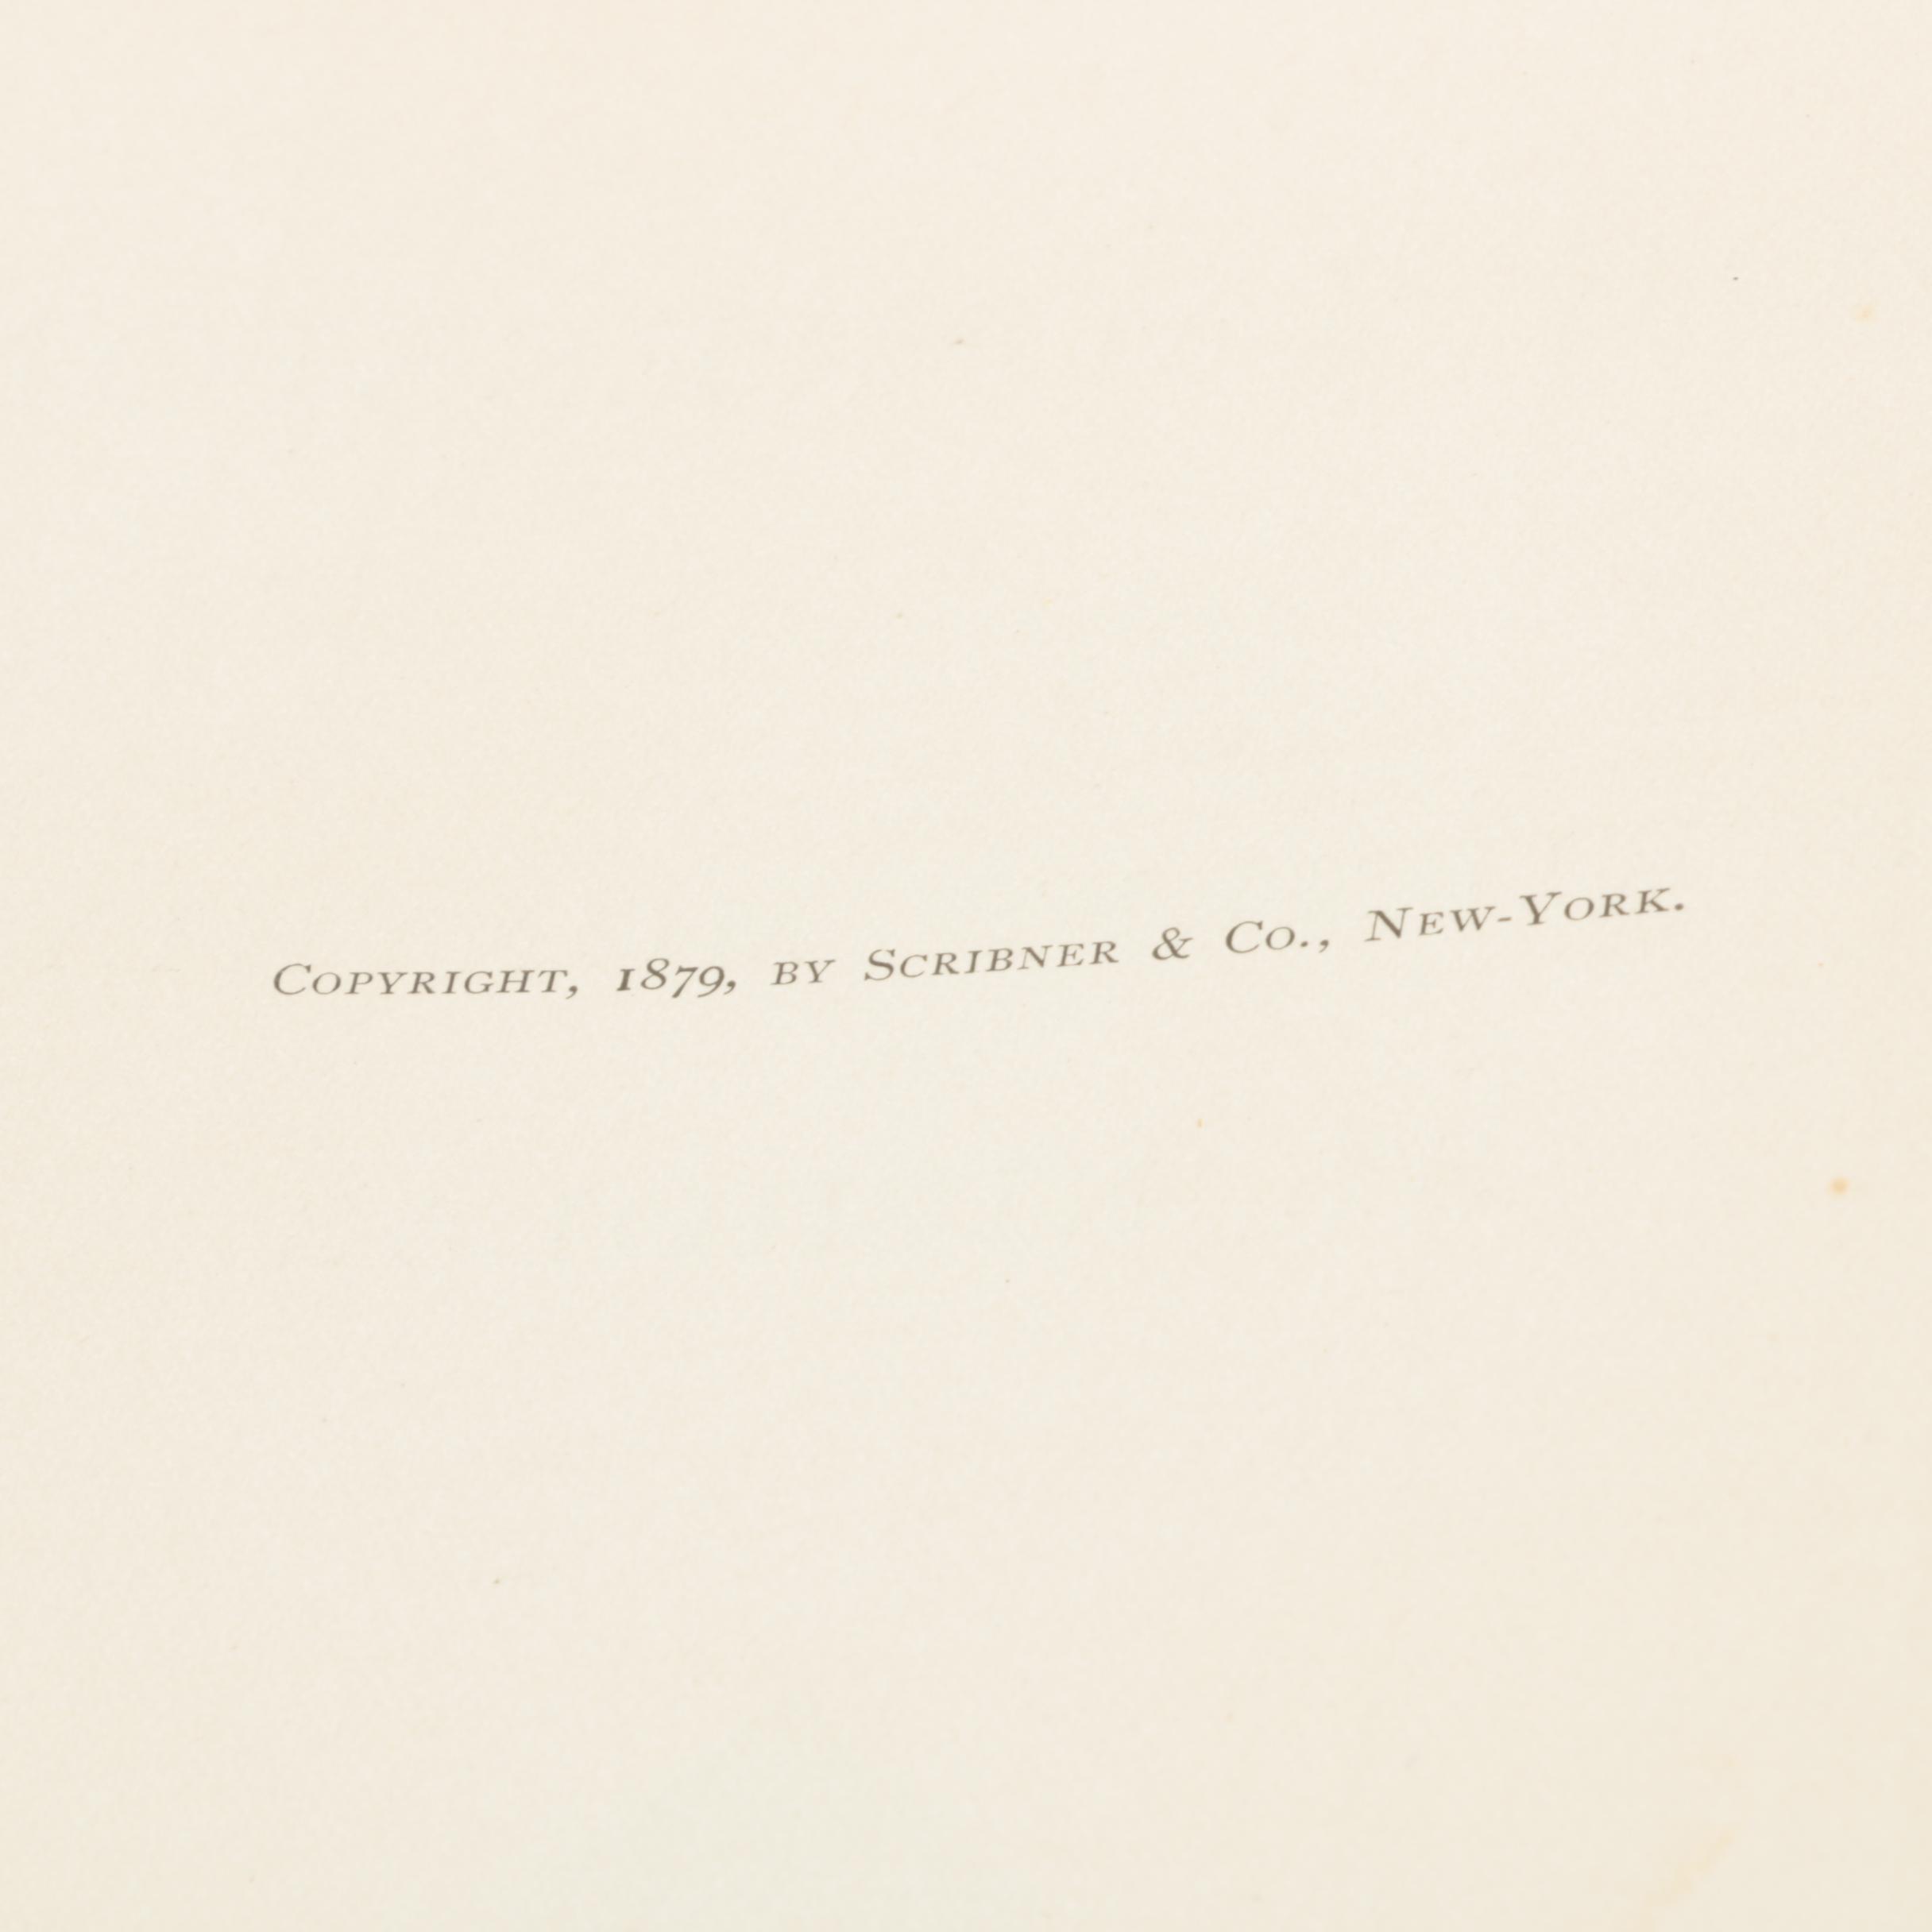 Copyright, 1879, by Scribner & Co., New-York.